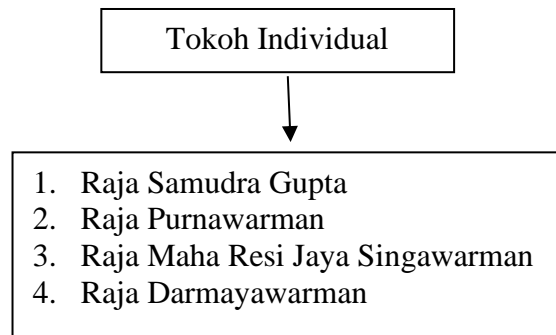 Tokoh Individual
1. Raja Samudra Gupta
2. Raja Purnawarman
3. Raja Maha Resi Jaya Singawarman
4. Raja Darmayawarman